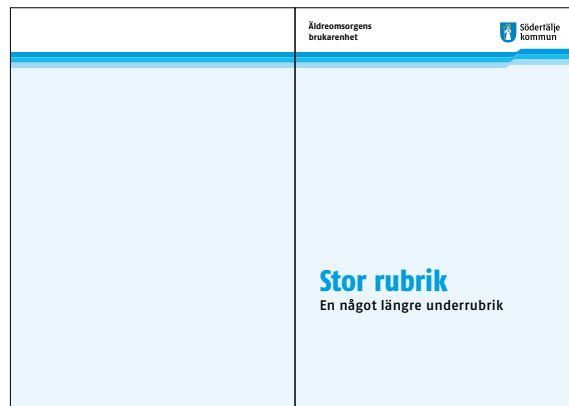 Äldreomsorgens
brukarenhet
Södertälje
kommun
Stor rubrik
En något längre underrubrik